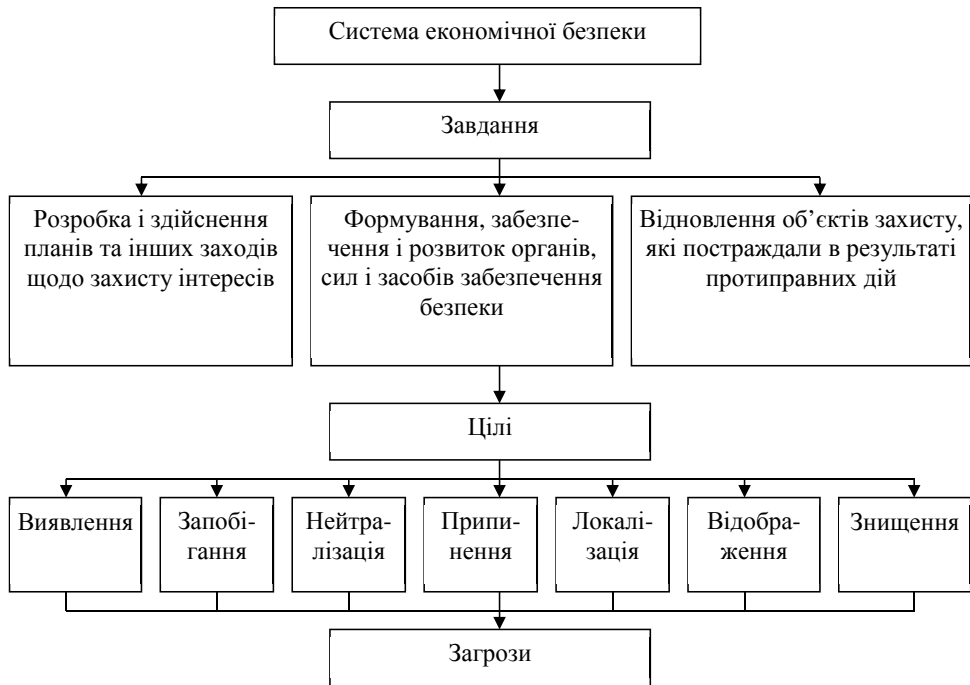 Система економічної безпеки
Завдання
Розробка і здійснення
планів та інших заходів
щодо захисту інтересів
Формування, забезпе-
чення і розвиток органів,
сил і засобів забезпечення
безпеки
Відновлення об’єктів захисту,
які постраждали в результаті
протиправних дій
Цілі
Виявлення
Запобі-
гання
Нейтра-
лізація
Припи-
нення
Локалі-
зація
Відобра-
ження
Знищення
Загрози